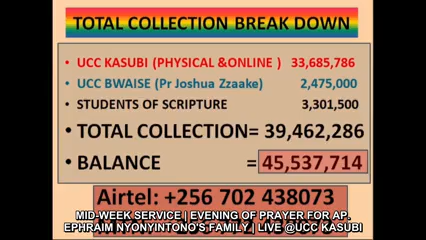 TOTAL COLLECTION BREAK DOWN
• UCC KASUBI (PHYSICAL &ONLINE ) 33,685,786
• UCC BWAISE (Pr Joshua Zzaake) 2,475,000
• STUDENTS OF SCRIPTURE 3,301,500
• TOTAL COLLECTION= 39,462,286
• BALANCE = 45,537,714
Airtel: +256 702 438073
MID-WEEK SERVICE | EVENING OF PRAYER FOR AP.
EPHRAIM NYONYINTONO'S FAMILY | LIVE @UCC KASUBI